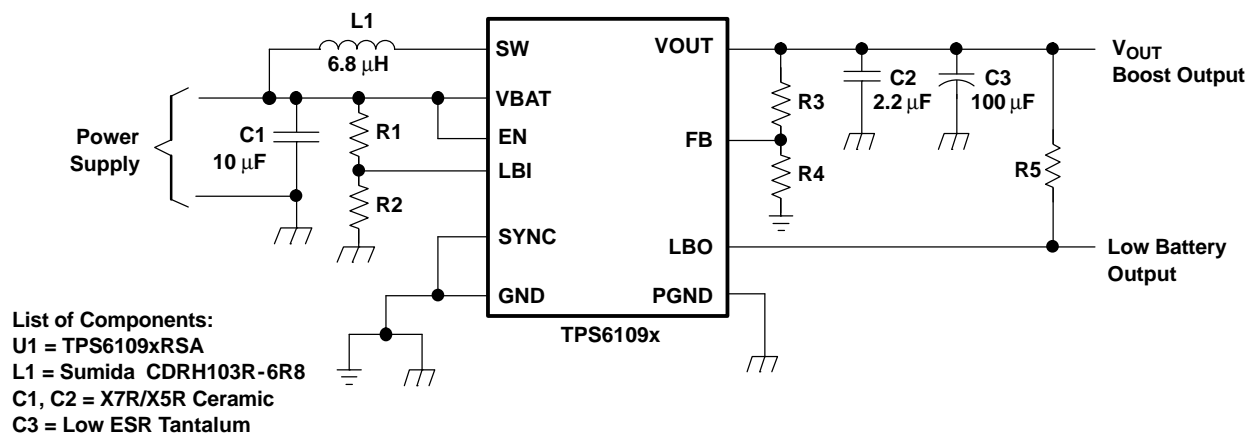 L1
6.8 µH
SW
VOUT
VOUT
Boost Output
C2
2.2 µF
C3
100 µF
R3
VBAT
Power
Supply
C1
10 µF
R1
EN
FB
LBI
R4
R5
R2
SYNC
LBO
Low Battery
Output
GND
PGND
TPS6109x
List of Components:
U1 = TPS6109xRSA
L1 = Sumida CDRH103R-6R8
C1, C2 = X7R/X5R Ceramic
C3 = Low ESR Tantalum